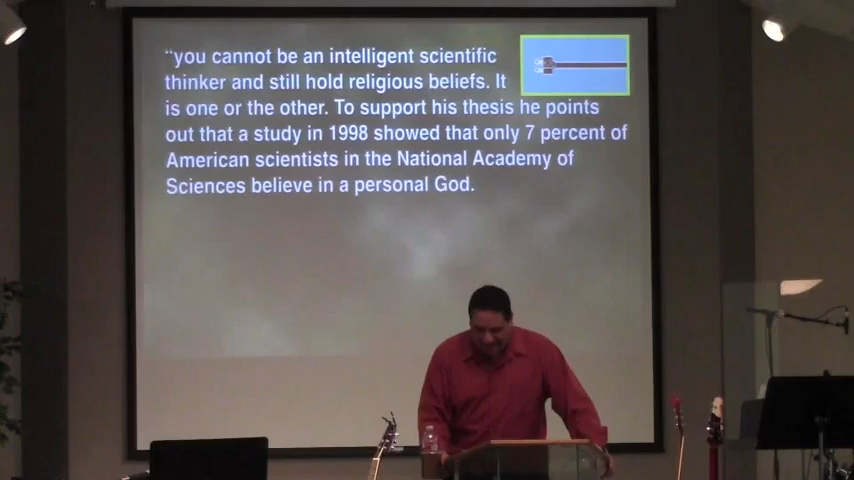 “you cannot be an intelligent scientific
thinker and still hold religious beliefs. It
is one or the other. To support his thesis he points
out that a study in 1998 showed that only 7 percent of
American scientists in the National Academy of
Sciences believe in a personal God.